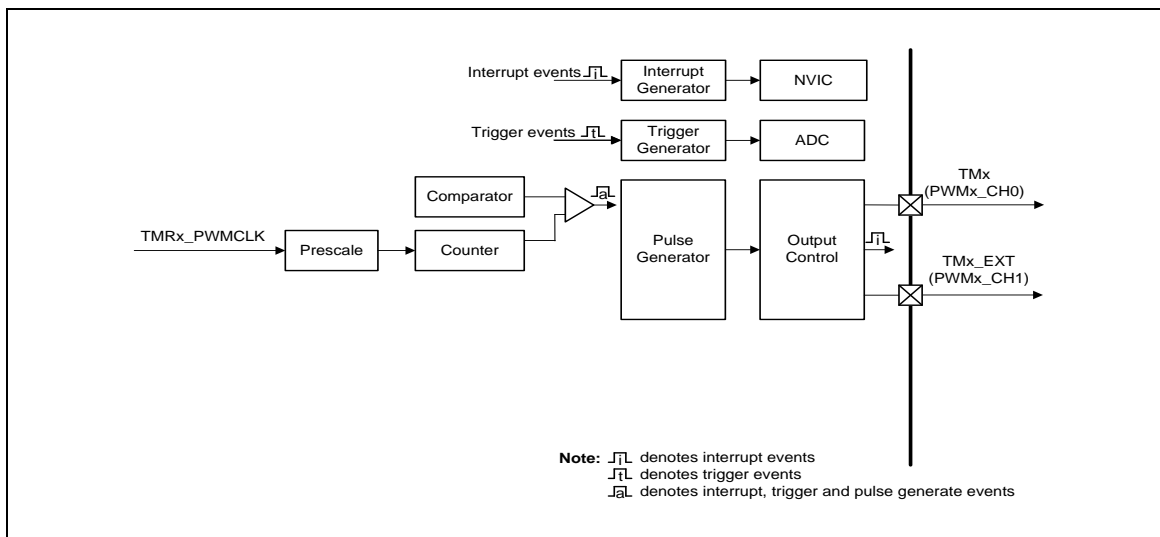 Interrupt events i
Interrupt
Generator
NVIC
Trigger events t
Trigger
Generator
ADC
TMx
(PWMx_CH0)
Comparator
a
TMRx_PWMCLK
Prescale
Counter
Pulse
Generator
Output
Control
i
TMx_EXT
(PWMx_CH1)
Note: i denotes interrupt events
t denotes trigger events
a denotes interrupt, trigger and pulse generate events